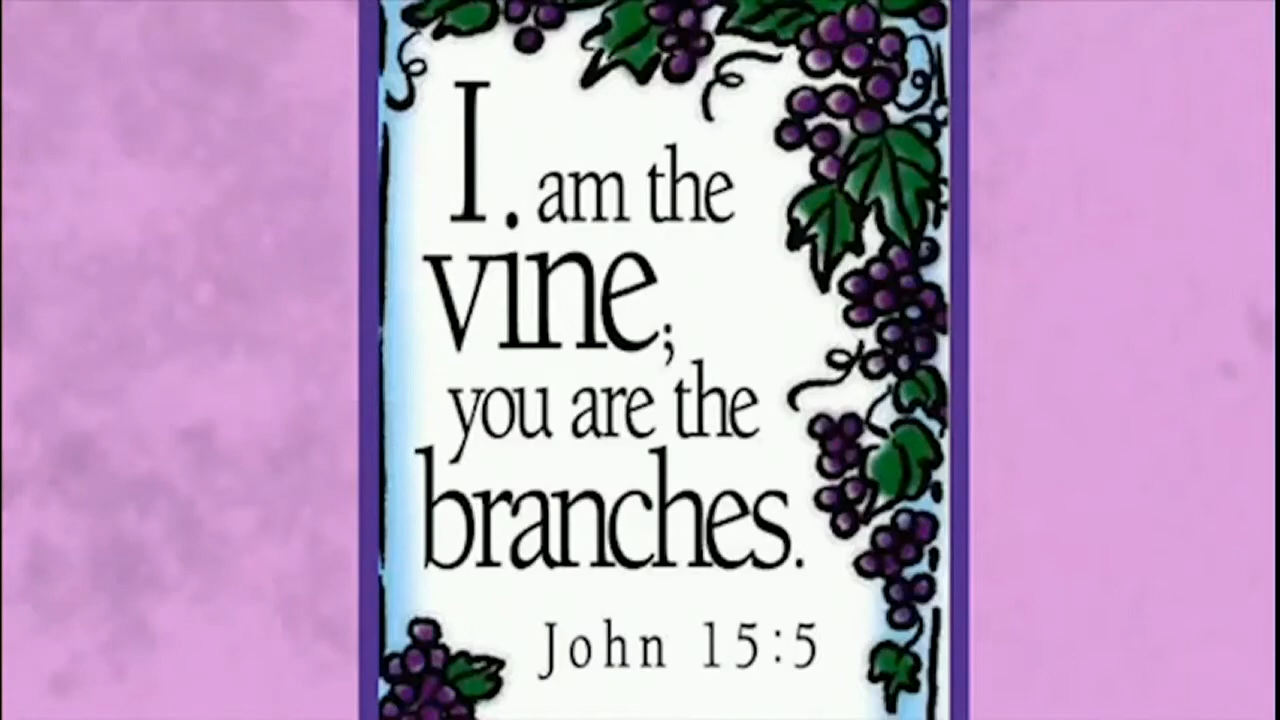 I. am the
vine;
you are the
branches.
John 15:5